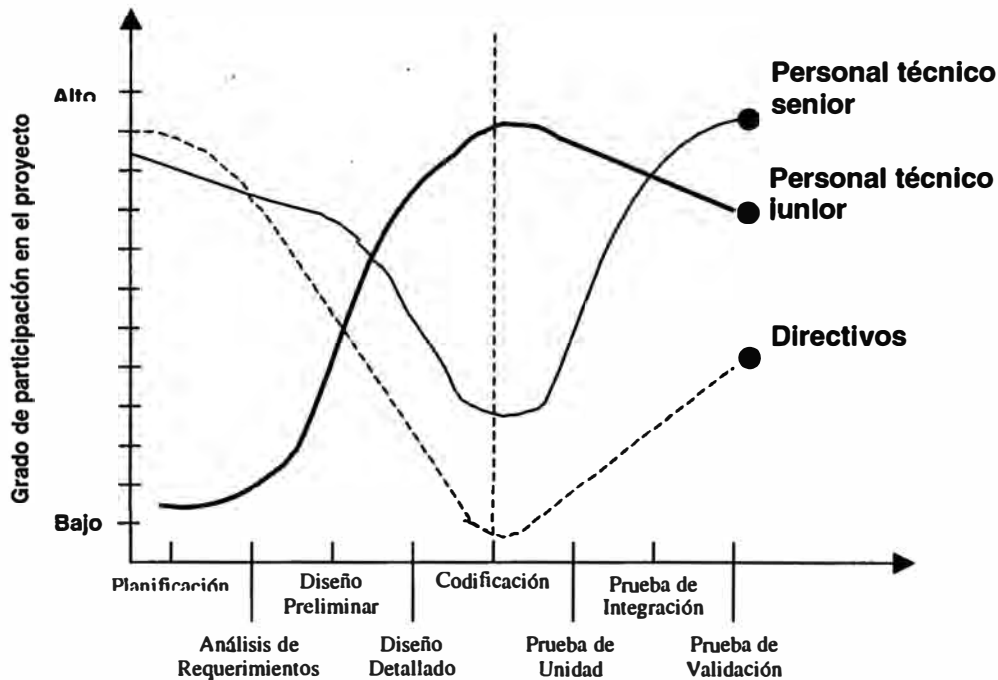 Grado de participación en el proyecto
Alto
Bajo
Personal técnico
senior
Personal técnico
junior
Directivos
Planificación
Diseño
Preliminar
Codificación
Prueba de
Integración
Análisis de
Requerimientos
Diseño
Detallado
Prueba de
Unidad
Prueba de
Validación